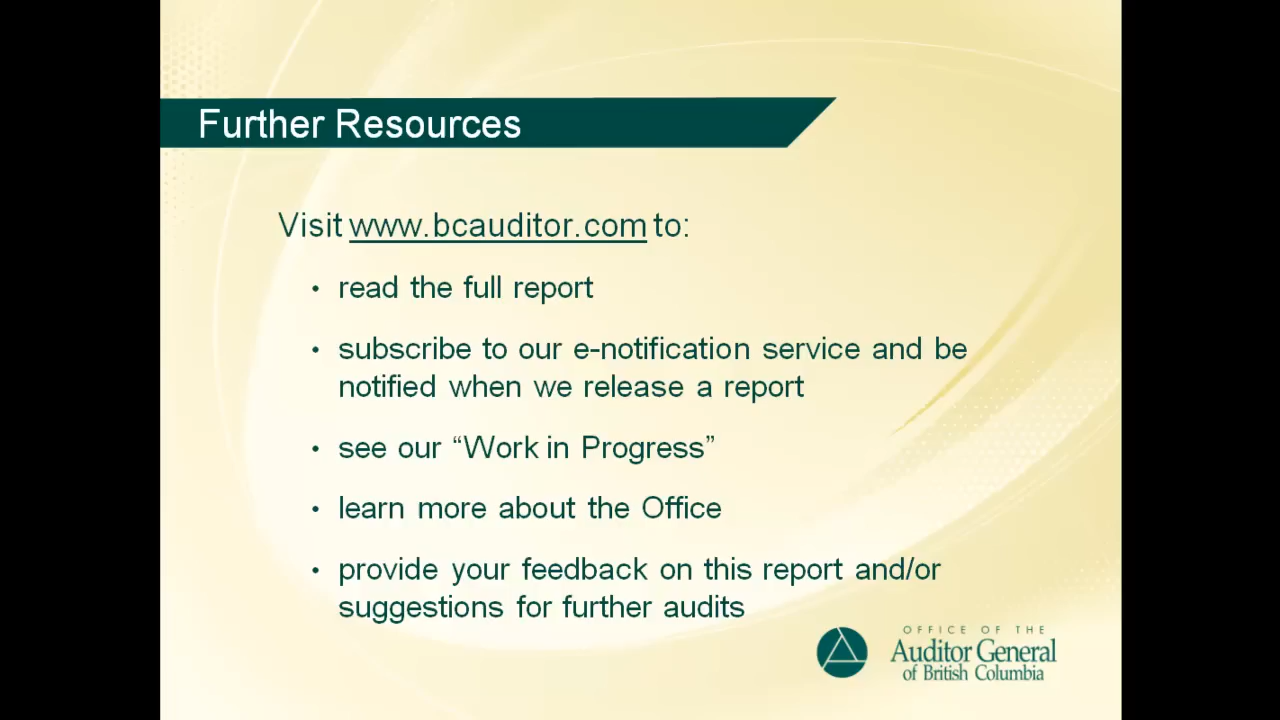 Further Resources
Visit www.bcauditor.com to:
• read the full report
• subscribe to our e-notification service and be
notified when we release a report
• see our “Work in Progress”
• learn more about the Office
• provide your feedback on this report and/or
suggestions for further audits
OFFICE OF THE
Auditor General
of British Columbia